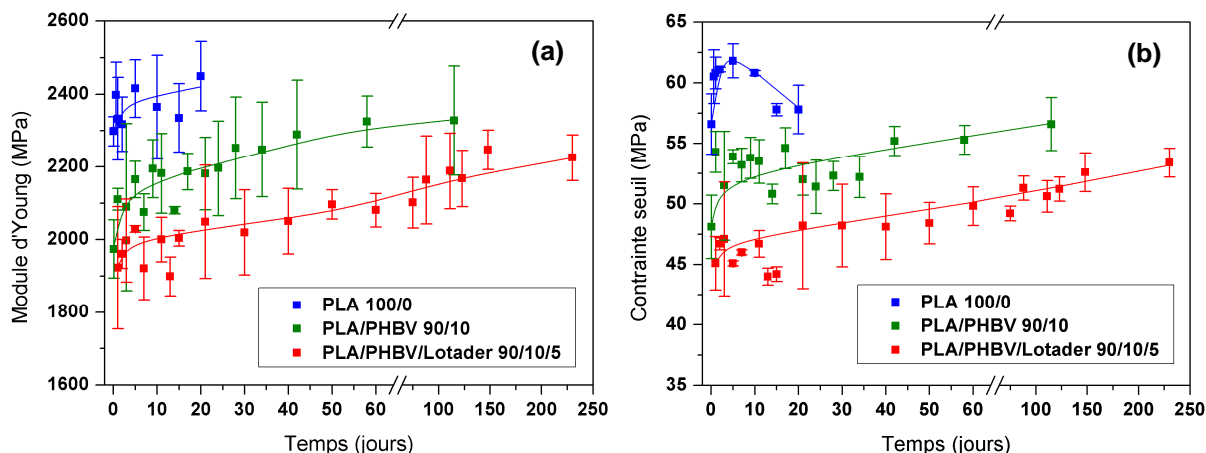 (a)
2600
2400
2200
2000
1800
1600
Module d'Young (MPa)
PLA 100/0
PLA/PHBV 90/10
PLA/PHBV/Lotader 90/10/5
0 10 20 30 40 50 60 100 150 200 250
Temps (jours)
(b)
65
60
55
50
45
40
35
Contrainte seuil (MPa)
PLA 100/0
PLA/PHBV 90/10
PLA/PHBV/Lotader 90/10/5
0 10 20 30 40 50 60 100 150 200 250
Temps (jours)